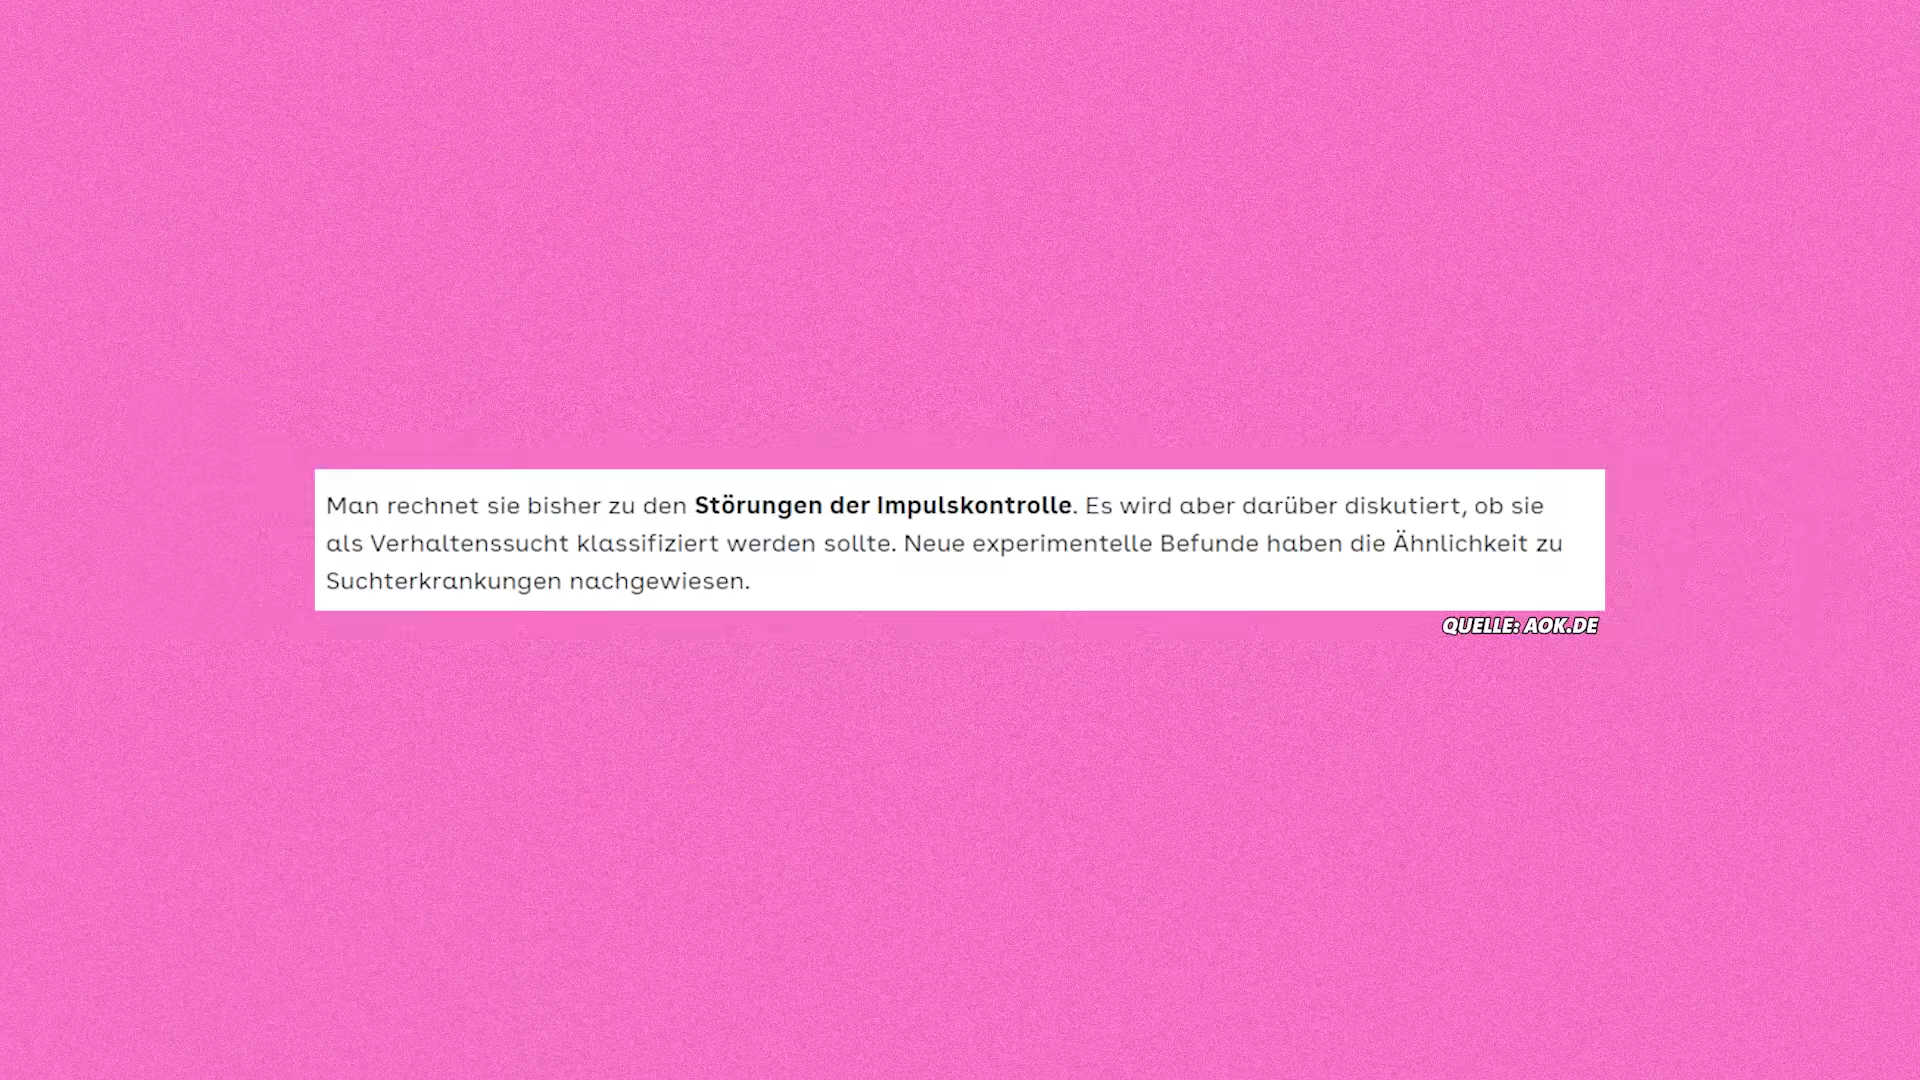 Man rechnet sie bisher zu den Störungen der Impulskontrolle. Es wird aber darüber diskutiert, ob sie
als Verhaltenssucht klassifiziert werden sollte. Neue experimentelle Befunde haben die Ähnlichkeit zu
Suchterkrankungen nachgewiesen.
QUELLE: AOK.DE